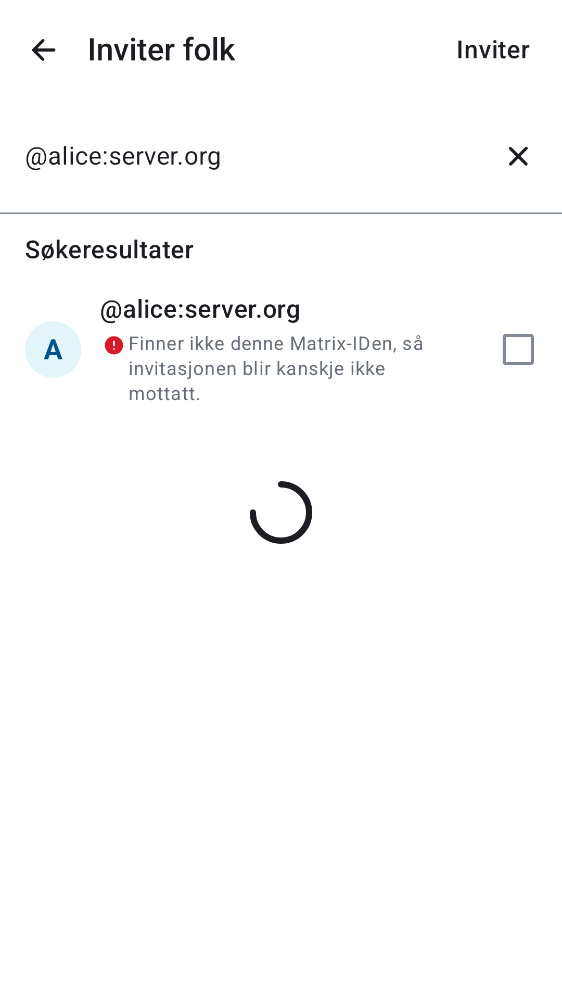 Inviter folk
Inviter
@alice:server.org
Søkeresultater
@alice:server.org
A
Finner ikke denne Matrix-IDen, så
invitasjonen blir kanskje ikke
mottatt.